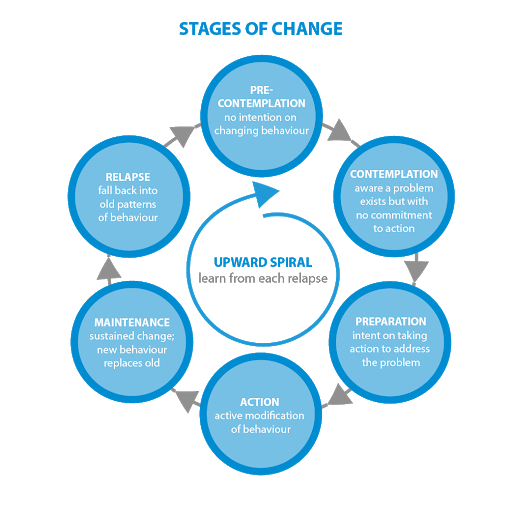 STAGES OF CHANGE
PRE-
CONTEMPLATION
no intention on
changing behaviour
CONTEMPLATION
aware a problem
exists but with
no commitment
to action
PREPARATION
intent on taking
action to address
the problem
ACTION
active modification
of behaviour
MAINTENANCE
sustained change;
new behaviour
replaces old
RELAPSE
fall back into
old patterns
of behaviour
UPWARD SPIRAL
learn from each relapse